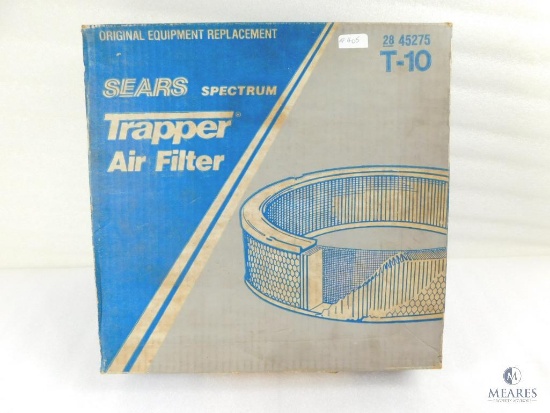 ORIGINAL EQUIPMENT REPLACEMENT
28 45275
T-10
SEARS SPECTRUM
Trapper®
Air Filter
MEARES